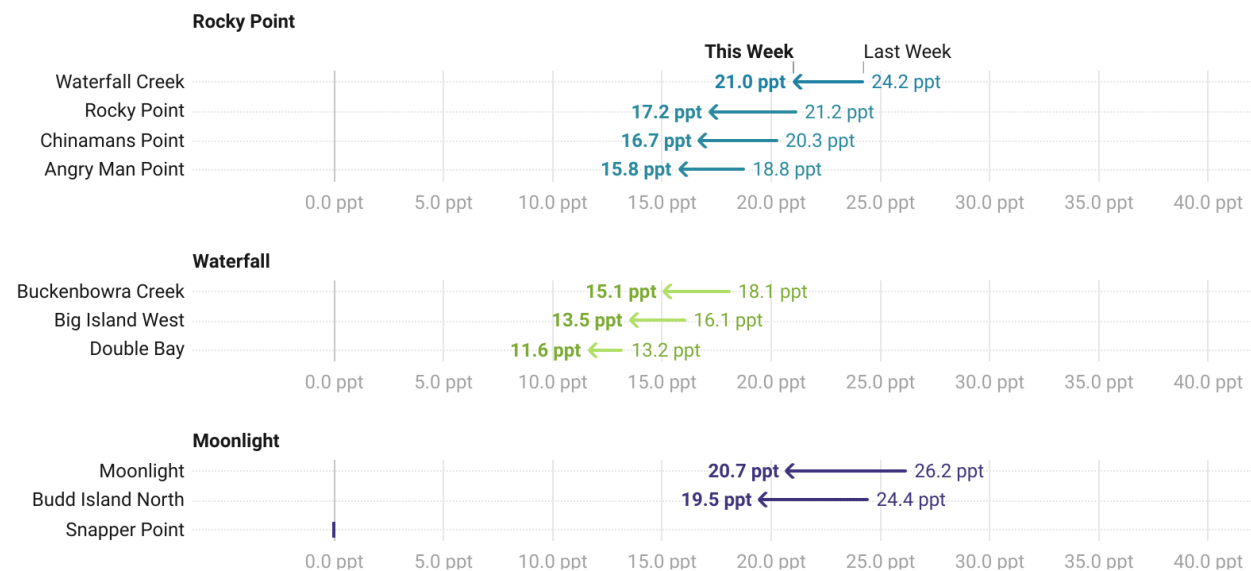 Rocky Point
This Week Last Week
Waterfall Creek 21.0 ppt 24.2 ppt
Rocky Point 17.2 ppt 21.2 ppt
Chinamans Point 16.7 ppt 20.3 ppt
Angry Man Point 15.8 ppt 18.8 ppt
0.0 ppt 5.0 ppt 10.0 ppt 15.0 ppt 20.0 ppt 25.0 ppt 30.0 ppt 35.0 ppt 40.0 ppt
Waterfall
Buckenbowra Creek 15.1 ppt 18.1 ppt
Big Island West 13.5 ppt 16.1 ppt
Double Bay 11.6 ppt 13.2 ppt
0.0 ppt 5.0 ppt 10.0 ppt 15.0 ppt 20.0 ppt 25.0 ppt 30.0 ppt 35.0 ppt 40.0 ppt
Moonlight
Moonlight 20.7 ppt 26.2 ppt
Budd Island North 19.5 ppt 24.4 ppt
Snapper Point
0.0 ppt 5.0 ppt 10.0 ppt 15.0 ppt 20.0 ppt 25.0 ppt 30.0 ppt 35.0 ppt 40.0 ppt